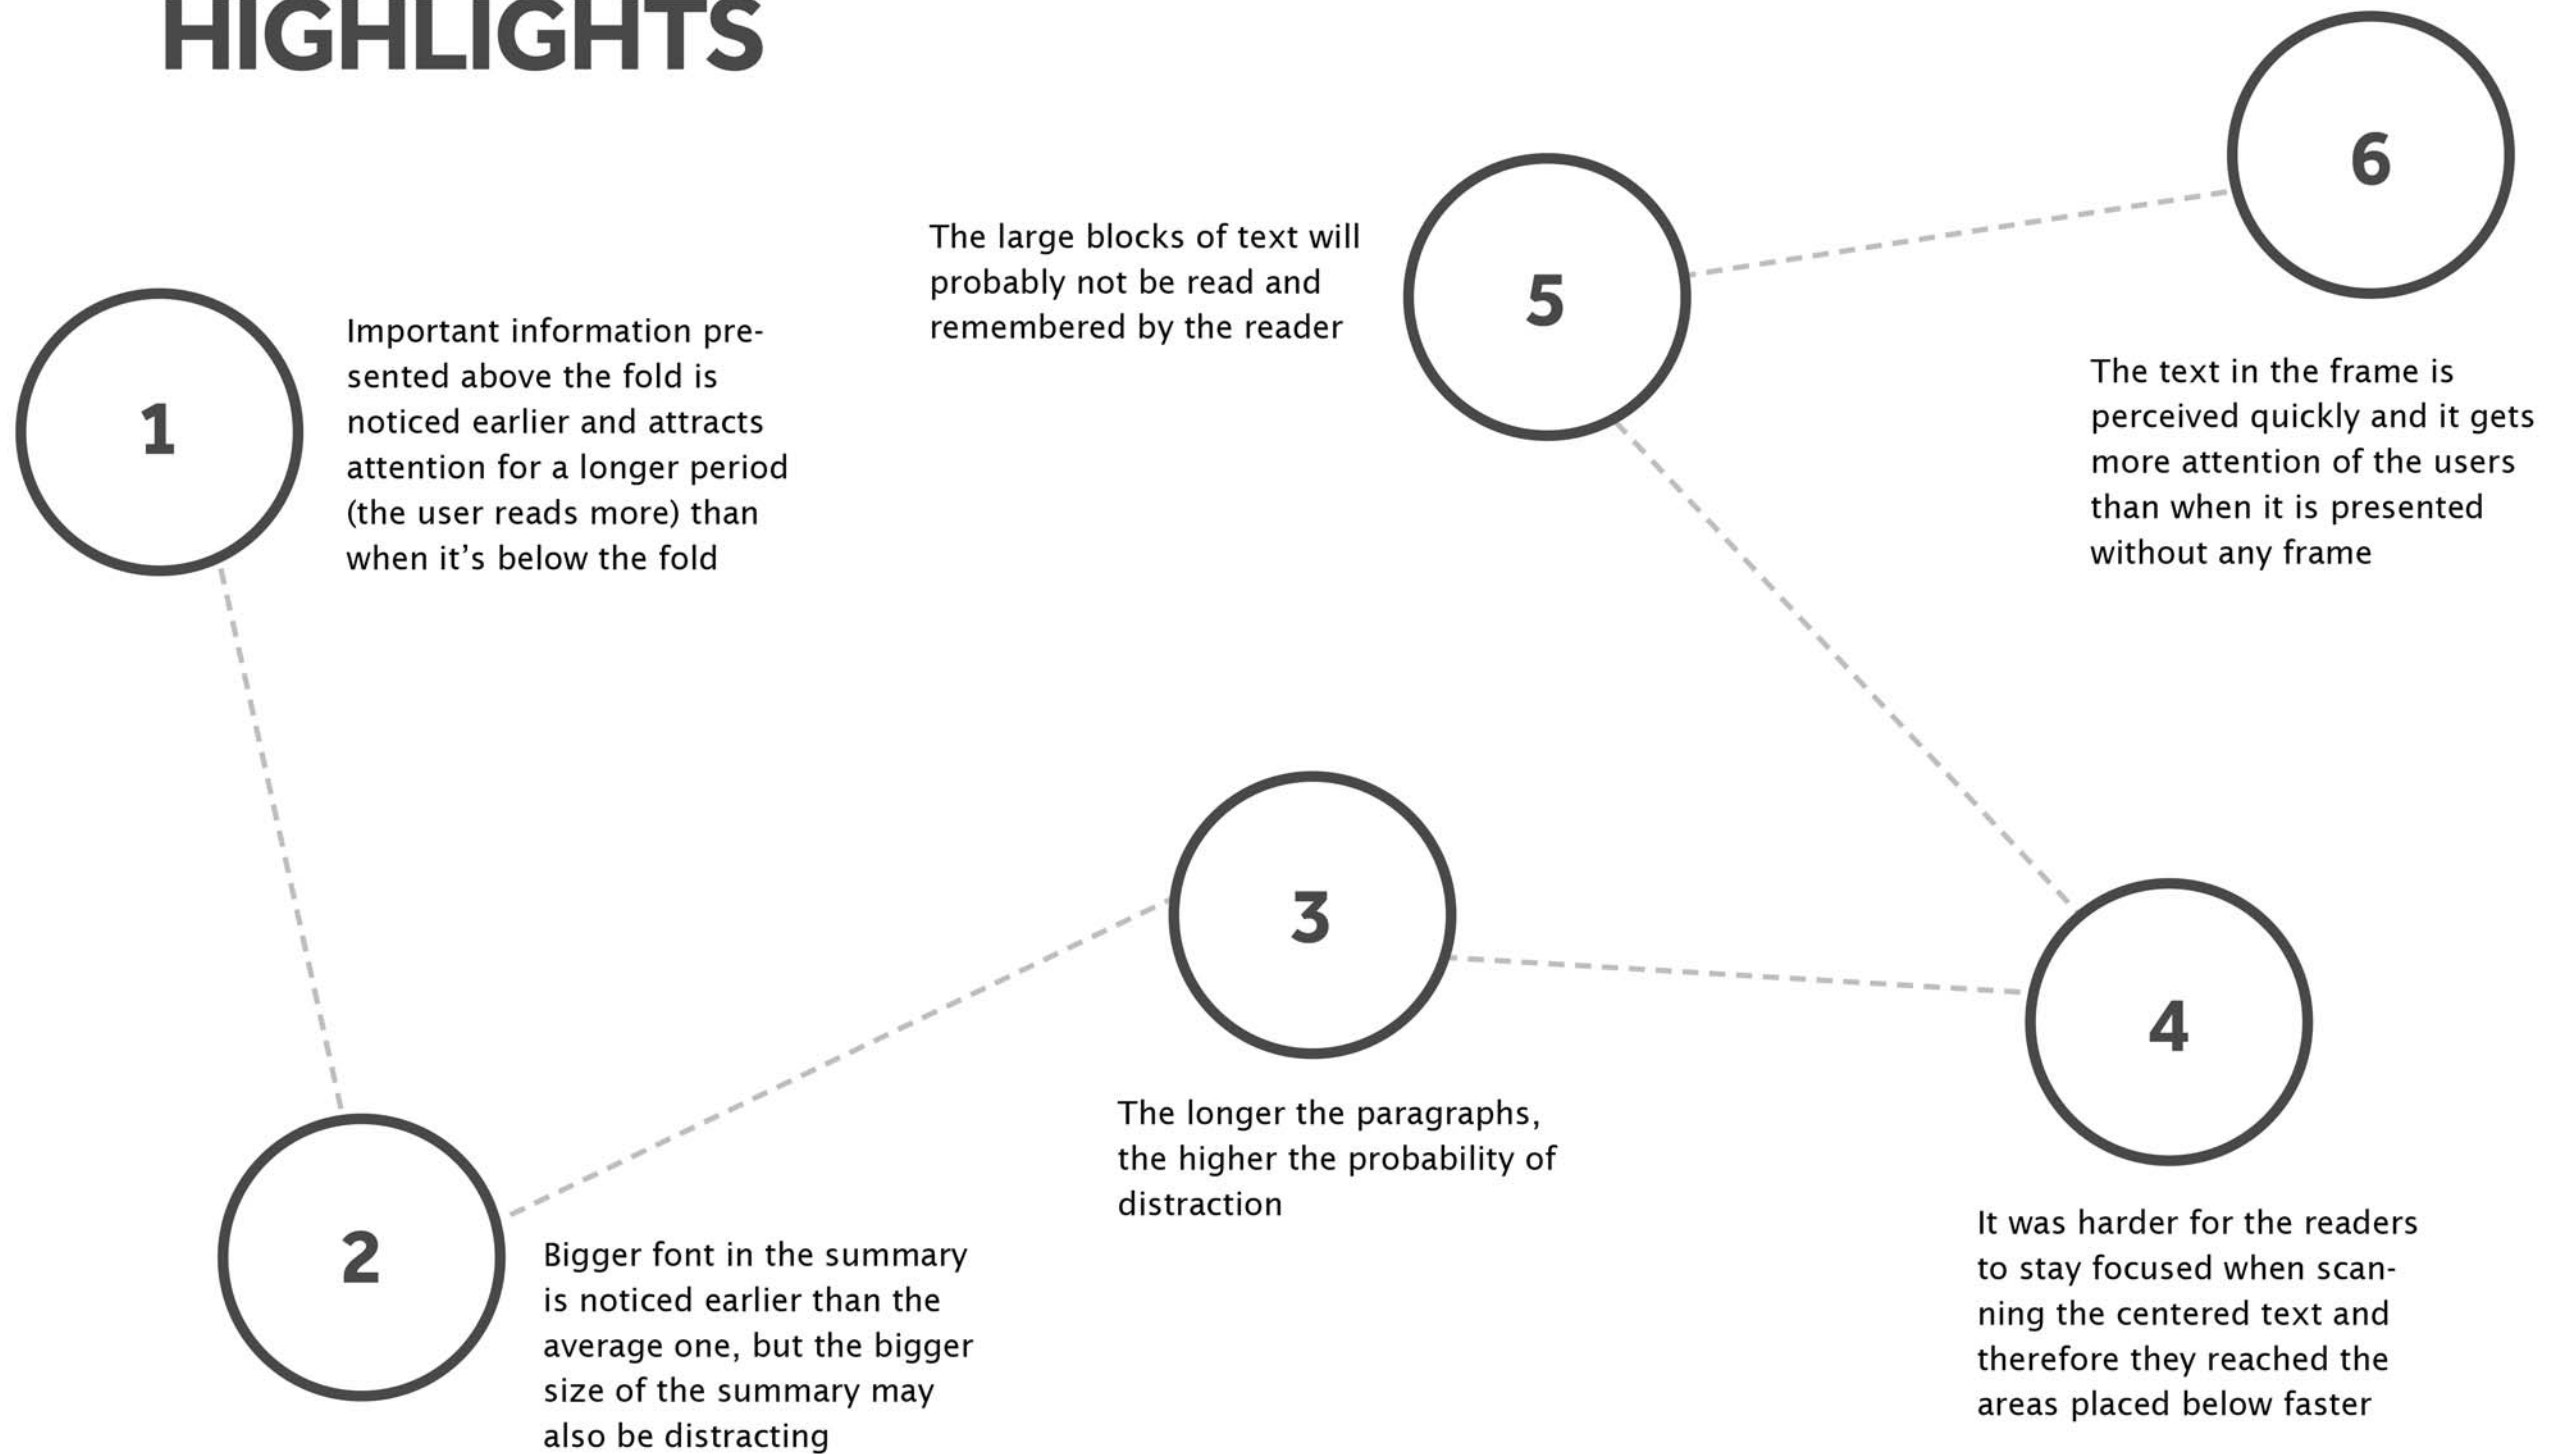 HIGHLIGHTS
1
Important information pre-
sented above the fold is
noticed earlier and attracts
attention for a longer period
(the user reads more) than
when it's below the fold
2
Bigger font in the summary
is noticed earlier than the
average one, but the bigger
size of the summary may
also be distracting
3
The longer the paragraphs,
the higher the probability of
distraction
4
It was harder for the readers
to stay focused when scan-
ning the centered text and
therefore they reached the
areas placed below faster
5
The large blocks of text will
probably not be read and
remembered by the reader
6
The text in the frame is
perceived quickly and it gets
more attention of the users
than when it is presented
without any frame